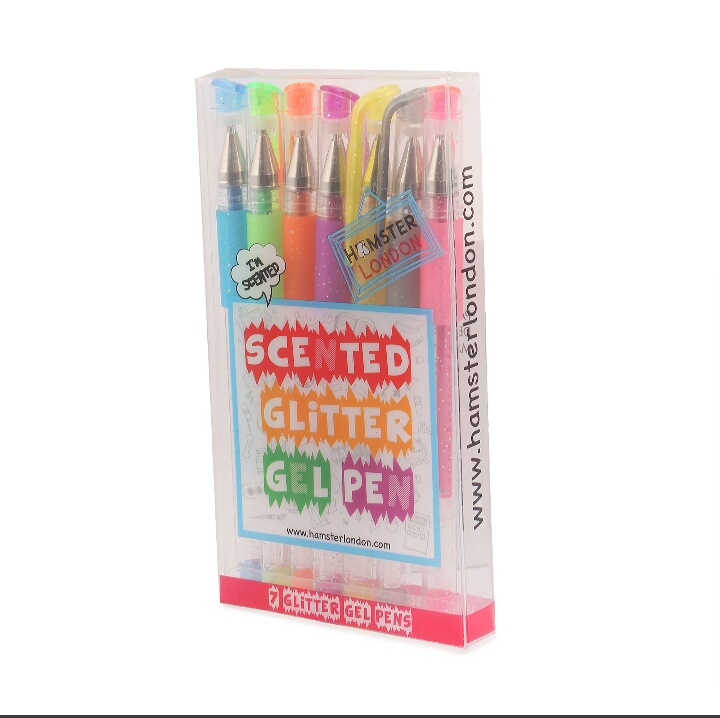 HAMSTER
LONDON
I'M
SCENTED
SCENTED
GLiTTER
GEL PEN
www.hamsterlondon.com
7 GLiTTER GEL PENS
www.hamsterlondon.com